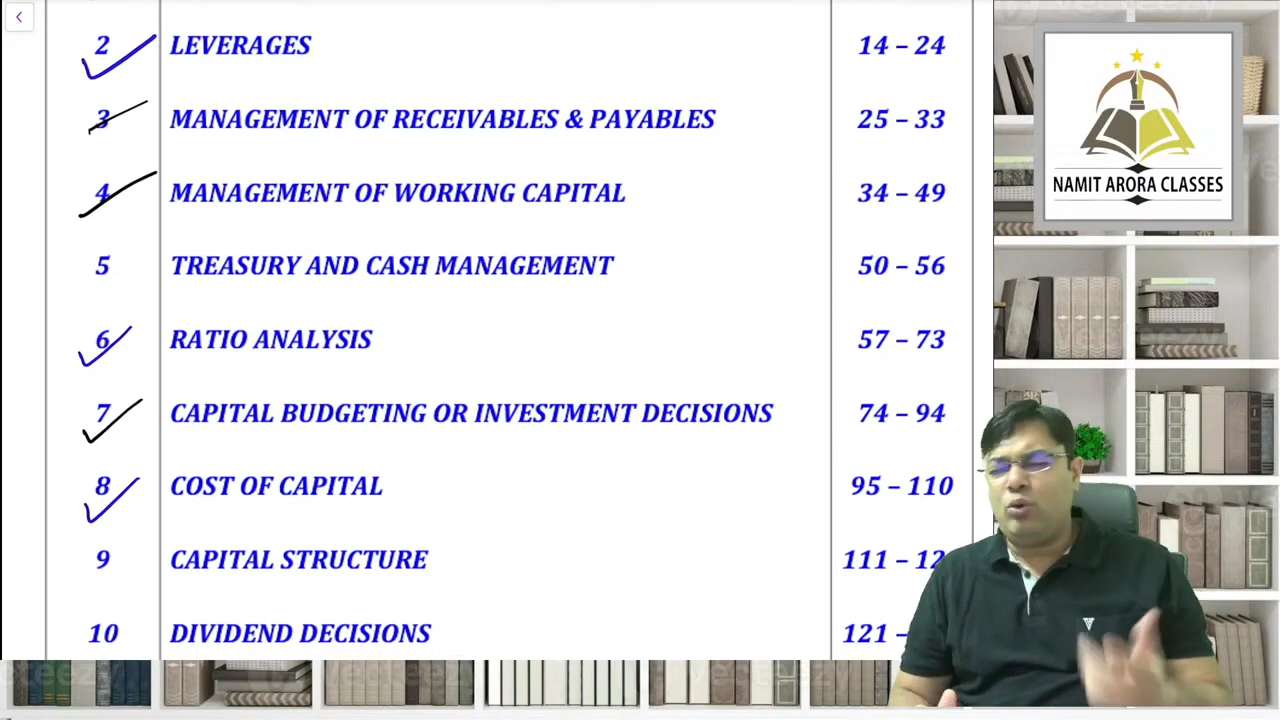 2 LEVERAGES 14 – 24
3 MANAGEMENT OF RECEIVABLES & PAYABLES 25 – 33
4 MANAGEMENT OF WORKING CAPITAL 34 – 49
5 TREASURY AND CASH MANAGEMENT 50 – 56
6 RATIO ANALYSIS 57 – 73
7 CAPITAL BUDGETING OR INVESTMENT DECISIONS 74 – 94
8 COST OF CAPITAL 95 – 110
9 CAPITAL STRUCTURE 111 – 12
10 DIVIDEND DECISIONS 121 –
NAMIT ARORA CLASSES